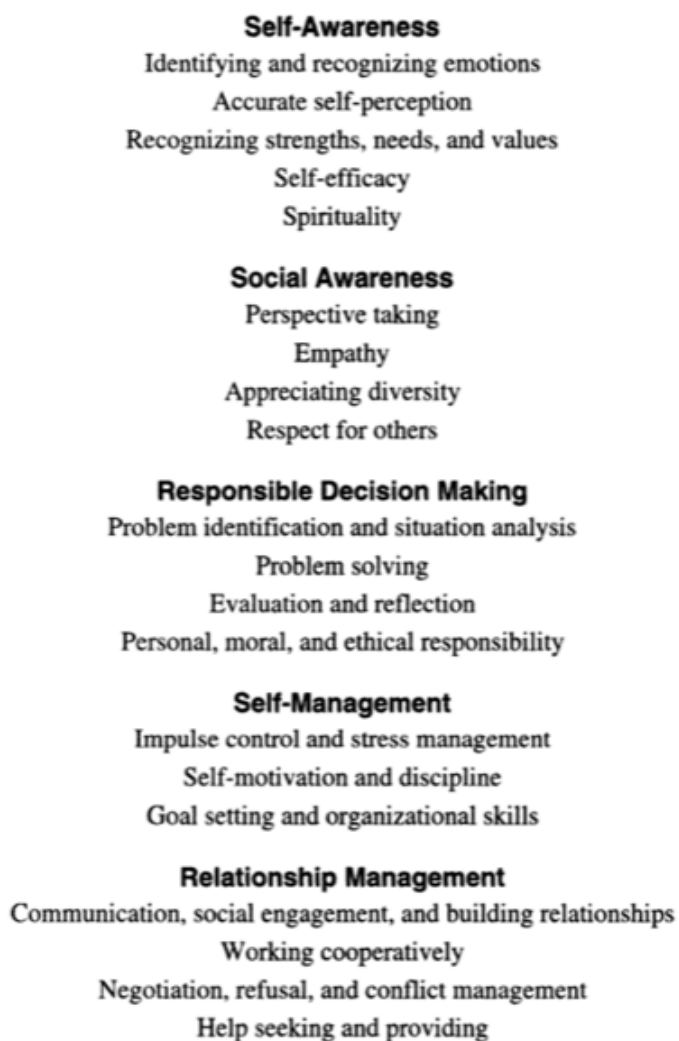 Self-Awareness
Identifying and recognizing emotions
Accurate self-perception
Recognizing strengths, needs, and values
Self-efficacy
Spirituality
Social Awareness
Perspective taking
Empathy
Appreciating diversity
Respect for others
Responsible Decision Making
Problem identification and situation analysis
Problem solving
Evaluation and reflection
Personal, moral, and ethical responsibility
Self-Management
Impulse control and stress management
Self-motivation and discipline
Goal setting and organizational skills
Relationship Management
Communication, social engagement, and building relationships
Working cooperatively
Negotiation, refusal, and conflict management
Help seeking and providing